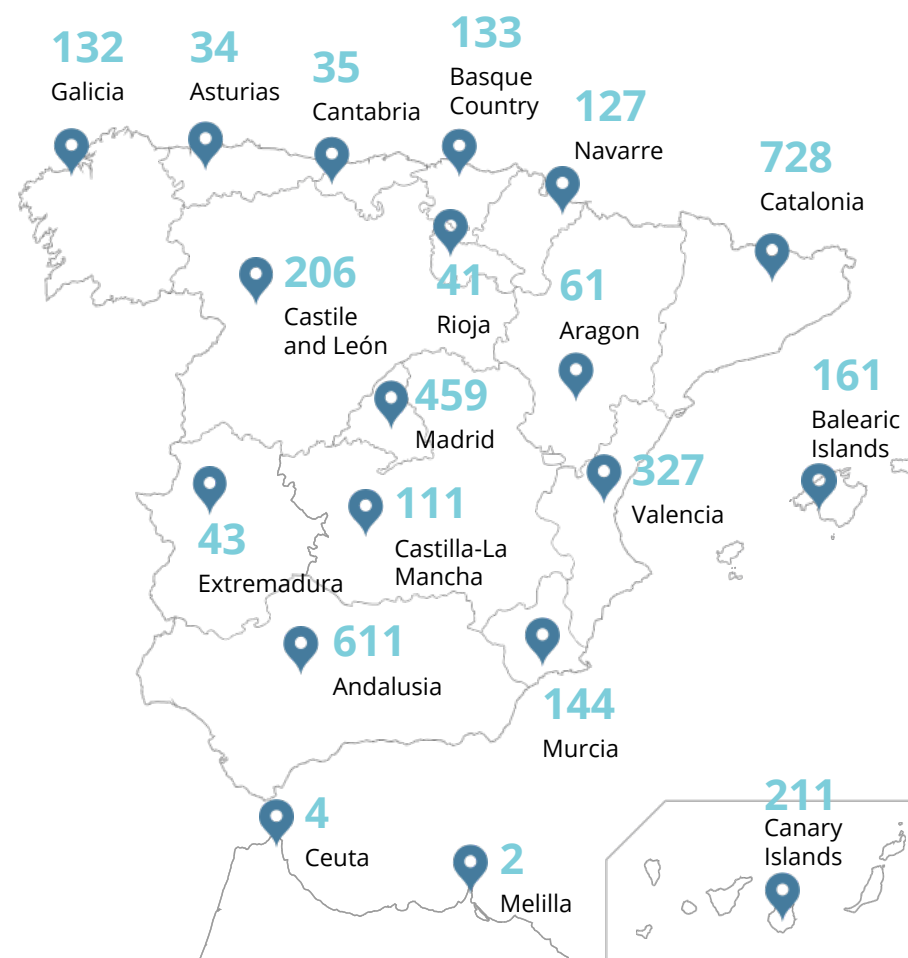 132
Galicia
34
Asturias
35
Cantabria
133
Basque
Country
127
Navarre
728
Catalonia
206
Castile
and León
41
Rioja
61
Aragon
161
Balearic
Islands
459
Madrid
327
Valencia
43
Extremadura
111
Castilla-La
Mancha
611
Andalusia
144
Murcia
4
Ceuta
2
Melilla
211
Canary
Islands